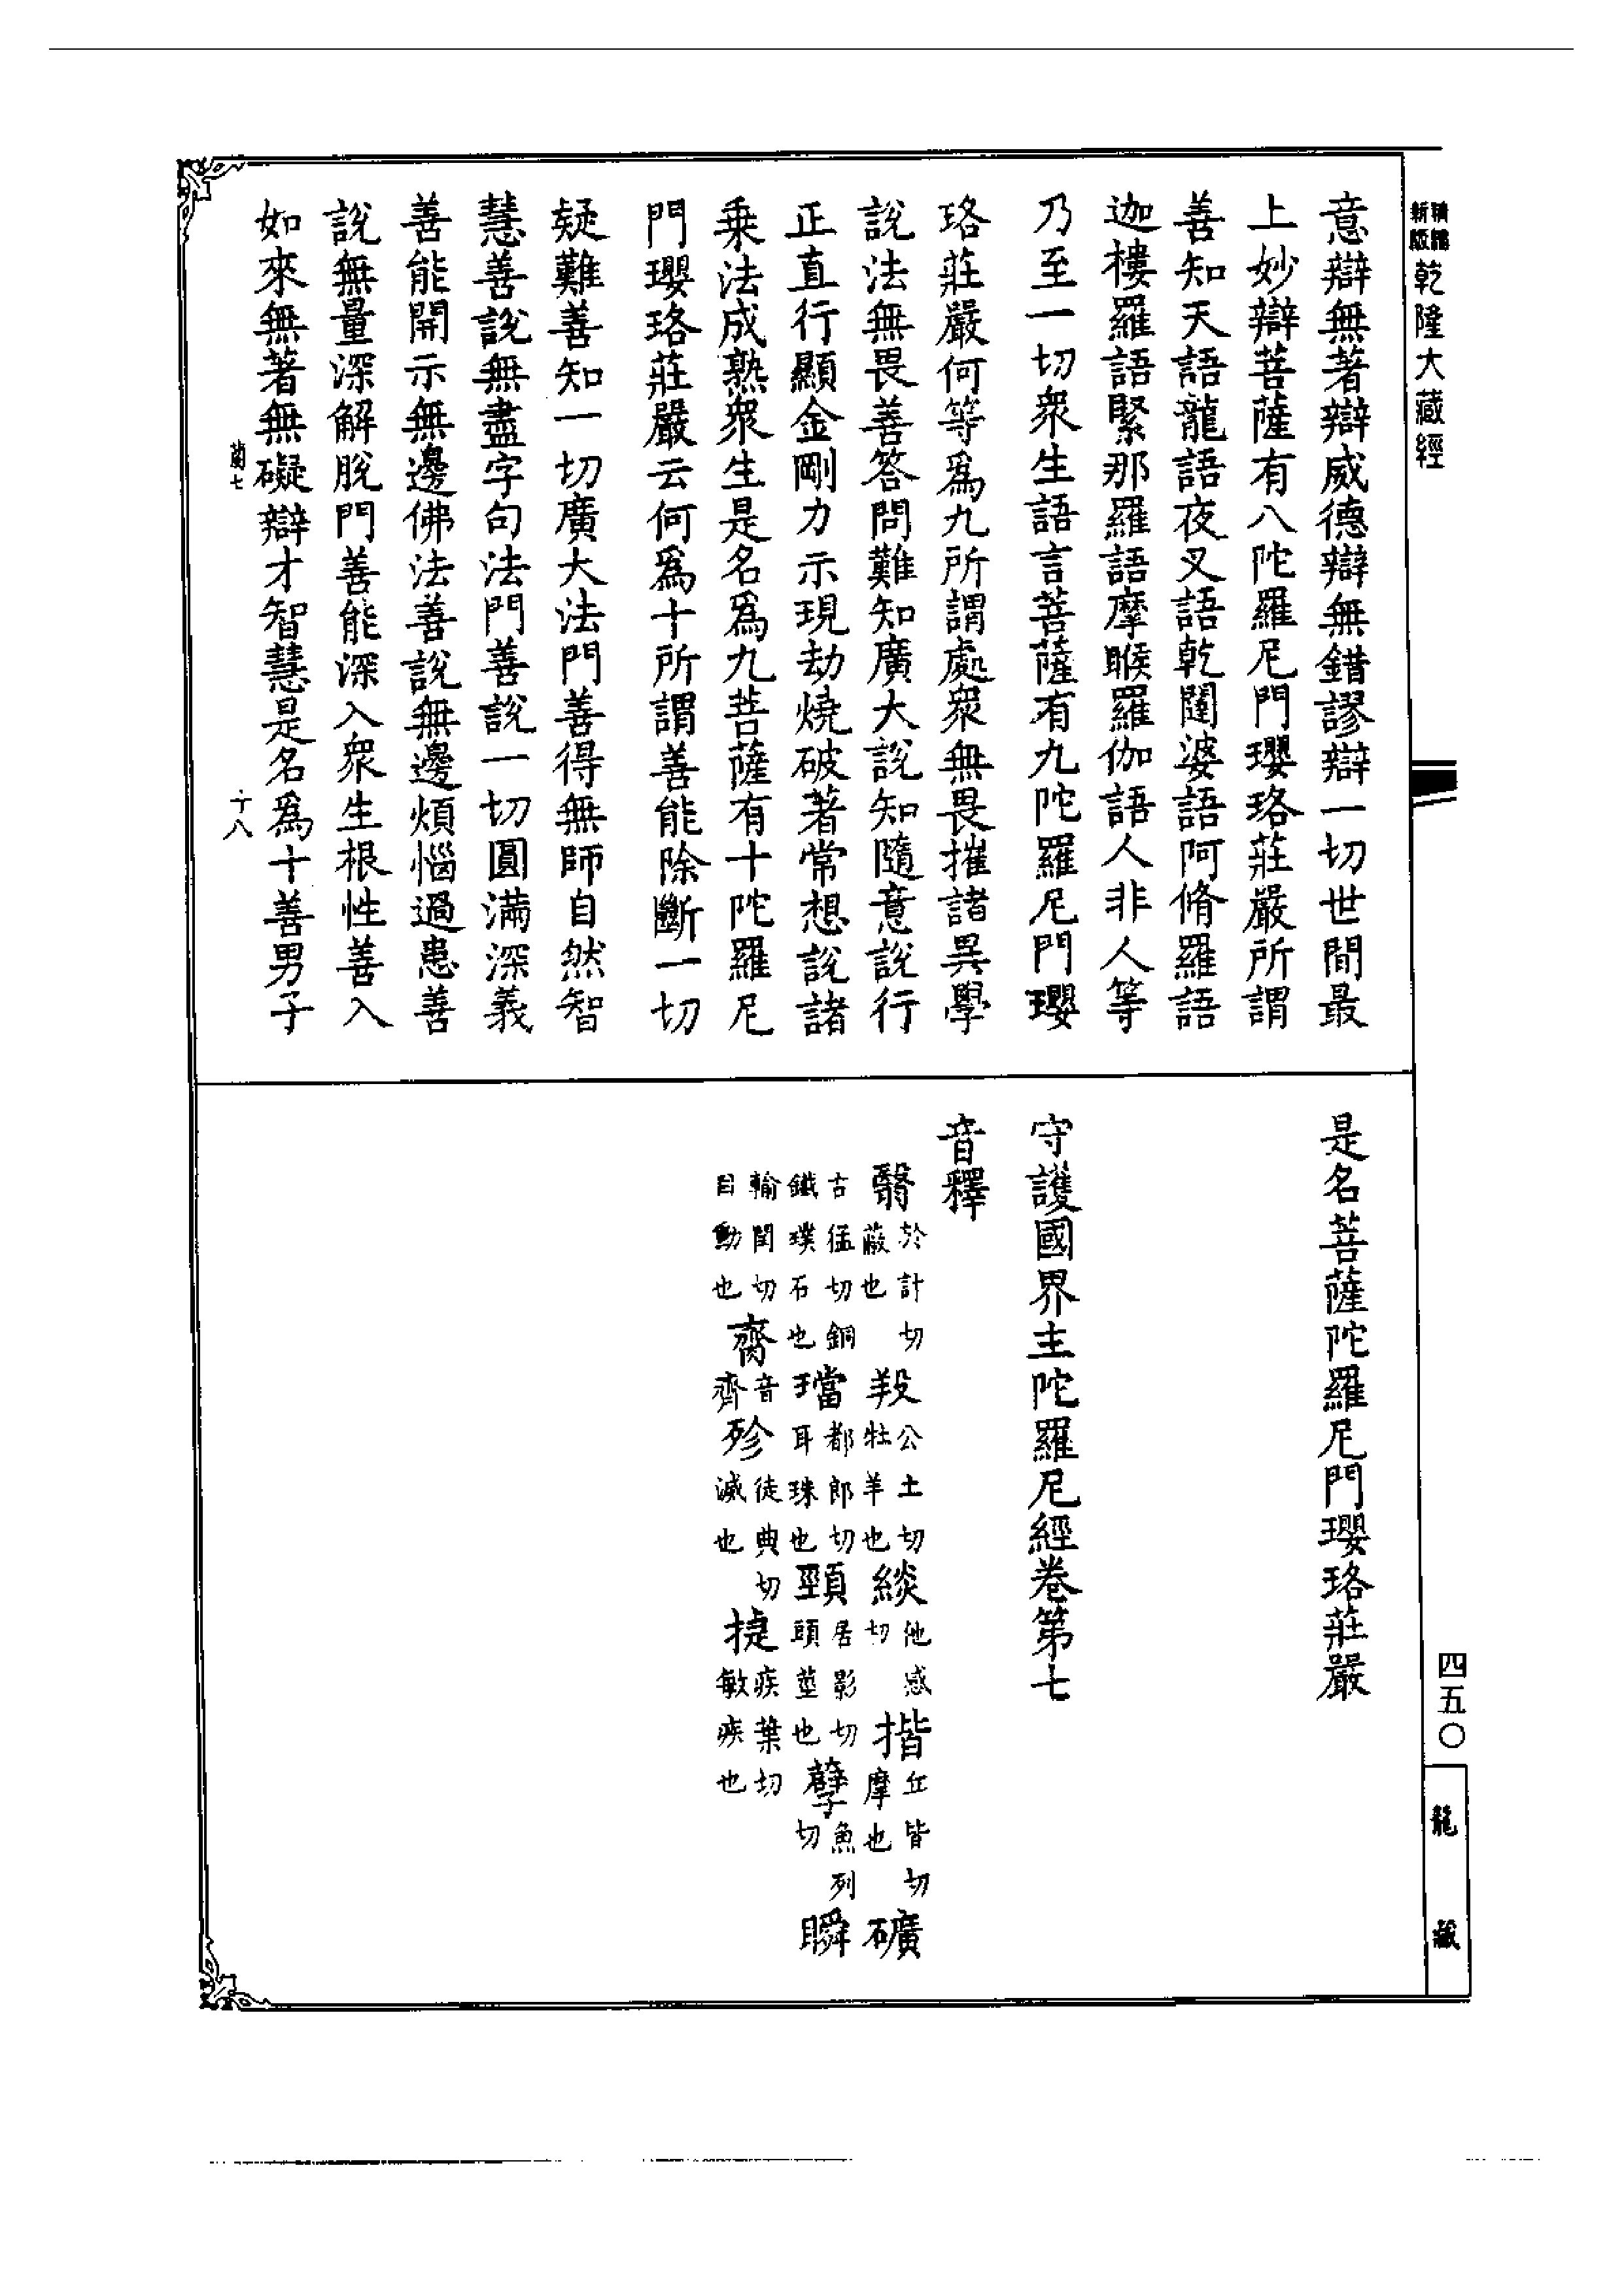 新版
精縮
乾隆大藏經
意辯無著辯威德辯無錯謬辯一切世間最
上妙辯菩薩有八陀羅尼門瓔珞莊嚴所謂
善知天語龍語夜叉語乾闥婆語阿脩羅語
迦樓羅語緊那羅語摩睺羅伽語人非人等
乃至一切衆生語言菩薩有九陀羅尼門瓔
珞莊嚴何等爲九所謂處衆無畏摧諸異學
說法無畏善答問難知廣大說知隨意說行
正直行顯金剛力示現劫燒破著常想說諸
乗法成熟衆生是名爲九菩薩有十陀羅尼
門瓔珞莊嚴云何爲十所謂善能除斷一切
疑難善知一切廣大法門善得無師自然智
慧善說無盡字句法門善說一切圓滿深義
善能開示無邊佛法善說無邊煩惱過患善
說無量深解脫門善能深入衆生根性善入
如來無著無礙辯才智慧是名爲十善男子
蘭七
十八
是名菩薩陀羅尼門瓔珞莊嚴
守護國界主陀羅尼經卷第七
音釋
翳 於計切蔽也 羖 公土切牡羊也 緂 他感切 揩 丘皆切摩也 礦
古猛切銅鐵璞石也 璫 都郎切耳珠也 頸 居影切頭莖也 孽 魚列切 瞬
輸閏切目動也 臍 音齊 殄 徒典切滅也 捷 疾葉切敏疾也
四五〇
龍藏